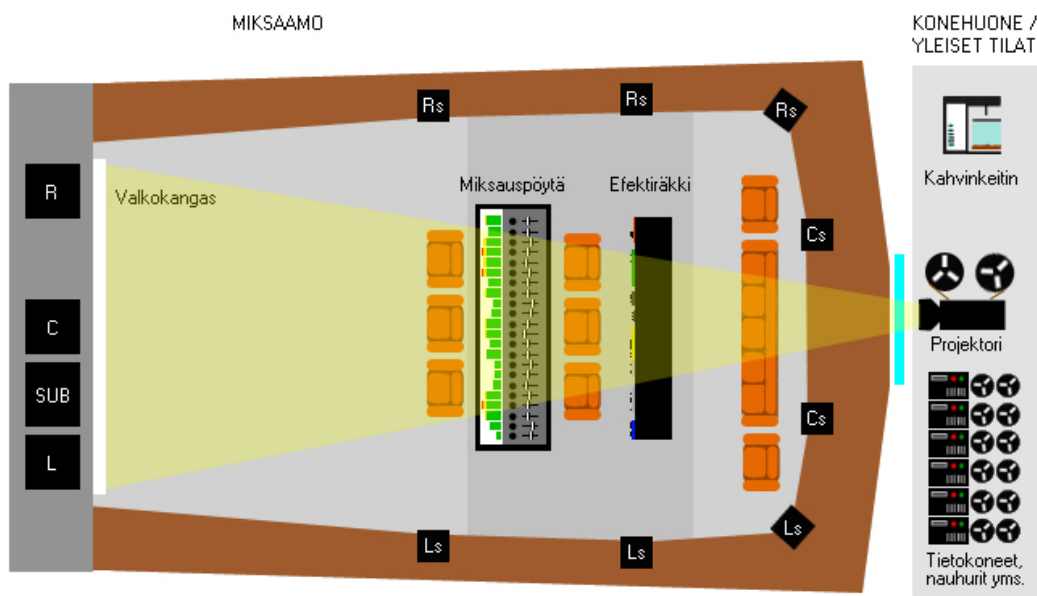 MIKSAAMO
KONEHUONE /
YLEISET TILAT
Rs
Rs
Rs
R
Valkokangas
Miksauspöytä
Efektiräkki
Kahvinkeitin
Cs
C
Projektori
SUB
Cs
L
Ls
Ls
Ls
Tietokoneet,
nauhurit yms.